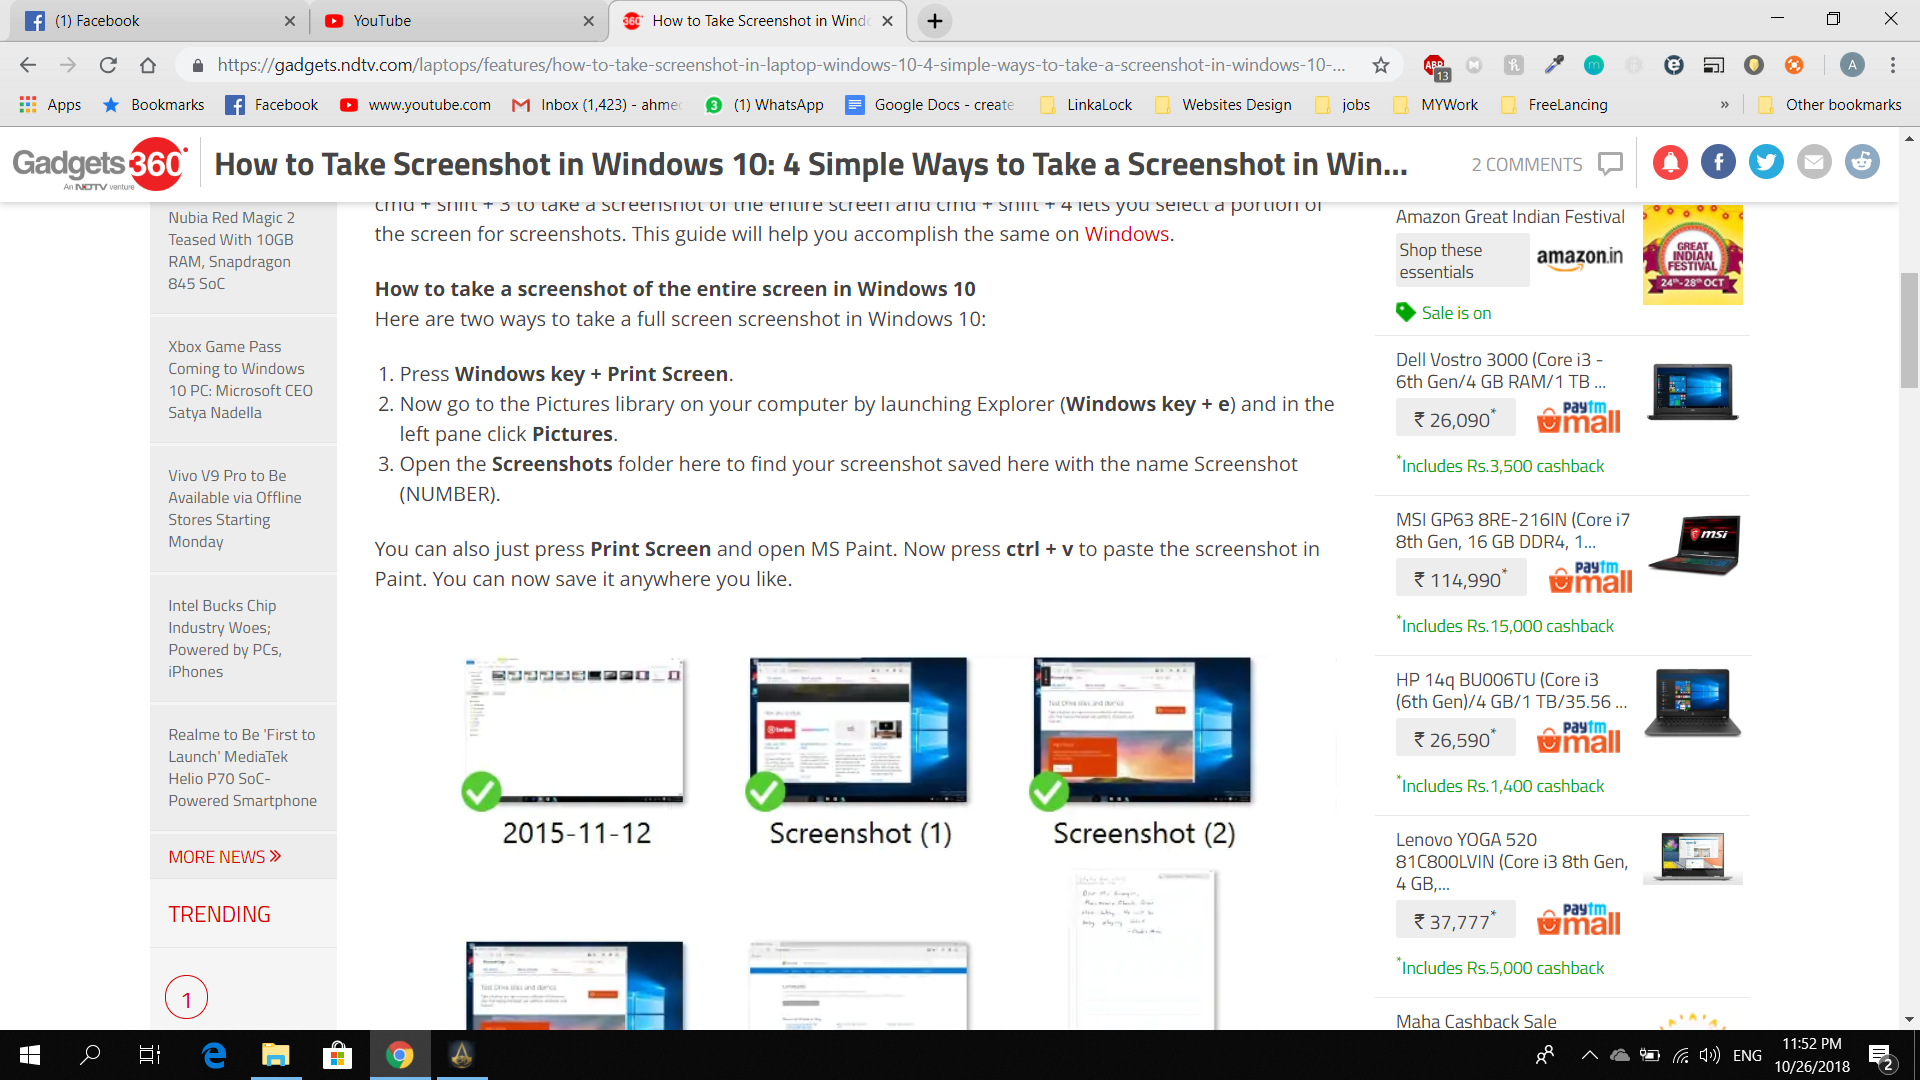 (1) Facebook
YouTube
360°
How to Take Screenshot in Windo
https://gadgets.ndtv.com/laptops/features/how-to-take-screenshot-in-laptop-windows-10-4-simple-ways-to-take-a-screenshot-in-windows-10-...
ABP
13
A
Apps
Bookmarks
Facebook
www.youtube.com
Inbox (1,423) - ahme
3
(1) WhatsApp
Google Docs - create
LinkaLock
Websites Design
jobs
MYWork
FreeLancing
»
Other bookmarks
Gadgets 360°
An NDTV venture
How to Take Screenshot in Windows 10: 4 Simple Ways to Take a Screenshot in Win...
2 COMMENTS
Nubia Red Magic 2
Teased With 10GB
RAM, Snapdragon
845 SoC
Xbox Game Pass
Coming to Windows
10 PC: Microsoft CEO
Satya Nadella
Vivo V9 Pro to Be
Available via Offline
Stores Starting
Monday
Intel Bucks Chip
Industry Woes;
Powered by PCs,
iPhones
Realme to Be 'First to
Launch' MediaTek
Helio P70 SoC-
Powered Smartphone
MORE NEWS »
TRENDING
1
cmd + shift + 3 to take a screenshot of the entire screen and cmd + shift + 4 lets you select a portion of
the screen for screenshots. This guide will help you accomplish the same on Windows.
How to take a screenshot of the entire screen in Windows 10
Here are two ways to take a full screen screenshot in Windows 10:
1. Press Windows key + Print Screen.
2. Now go to the Pictures library on your computer by launching Explorer (Windows key + e) and in the
left pane click Pictures.
3. Open the Screenshots folder here to find your screenshot saved here with the name Screenshot
(NUMBER).
You can also just press Print Screen and open MS Paint. Now press ctrl + v to paste the screenshot in
Paint. You can now save it anywhere you like.
Test Drive sites and demos
2015-11-12
Screenshot (1)
Screenshot (2)
Test Drive sites and demos
Amazon Great Indian Festival
Shop these
essentials
amazon.in
GREAT
INDIAN
FESTIVAL
24TH-28TH OCT
Sale is on
Dell Vostro 3000 (Core i3 -
6th Gen/4 GB RAM/1 TB ...
₹ 26,090*
paytm
mall
*Includes Rs.3,500 cashback
MSI GP63 8RE-216IN (Core i7
8th Gen, 16 GB DDR4, 1...
msi
₹ 114,990*
paytm
mall
*Includes Rs.15,000 cashback
HP 14q BU006TU (Core i3
(6th Gen)/4 GB/1 TB/35.56 ...
₹ 26,590*
paytm
mall
*Includes Rs.1,400 cashback
Lenovo YOGA 520
81C800LVIN (Core i3 8th Gen,
4 GB,...
₹ 37,777*
paytm
mall
*Includes Rs.5,000 cashback
Maha Cashback Sale
ENG
11:52 PM
10/26/2018
2